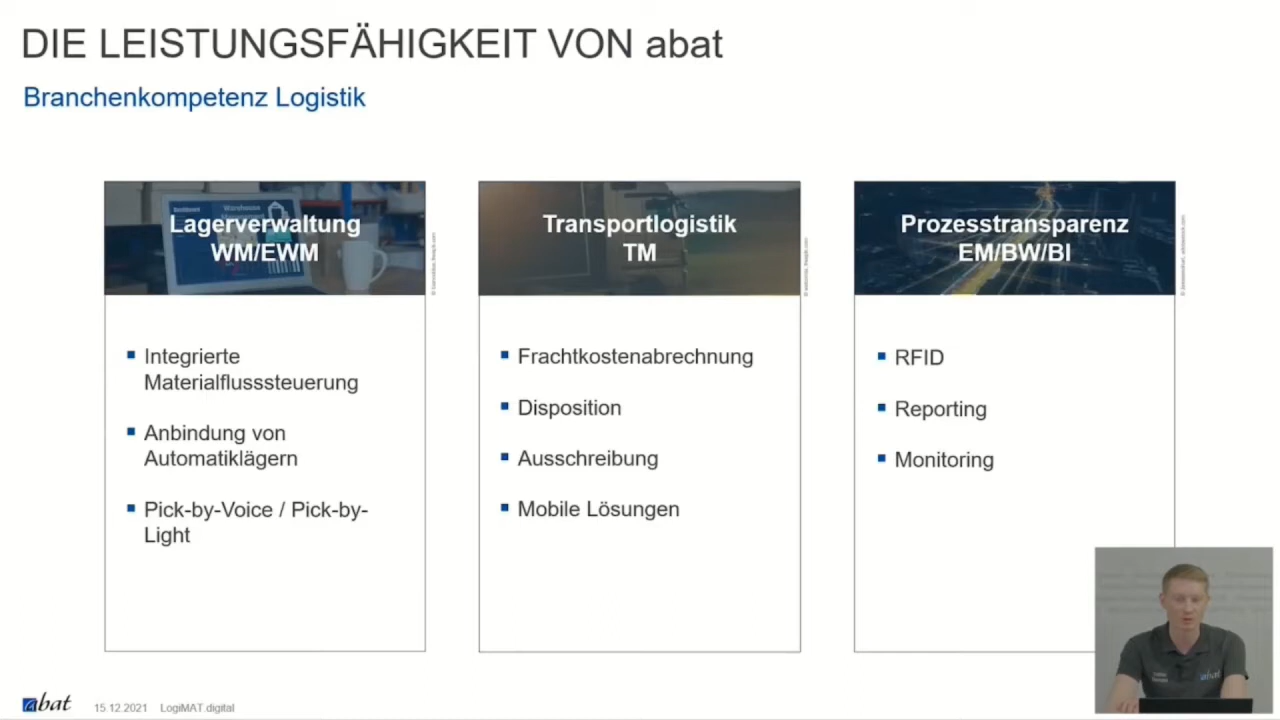 DIE LEISTUNGSFÄHIGKEIT VON abat
Branchenkompetenz Logistik
Lagerverwaltung
WM/EWM
Integrierte
Materialflusssteuerung
Anbindung von
Automatiklägern
Pick-by-Voice / Pick-by-
Light
Transportlogistik
TM
Frachtkostenabrechnung
Disposition
Ausschreibung
Mobile Lösungen
Prozesstransparenz
EM/BW/BI
RFID
Reporting
Monitoring
abat
abat
15.12.2021 LogiMAT digital